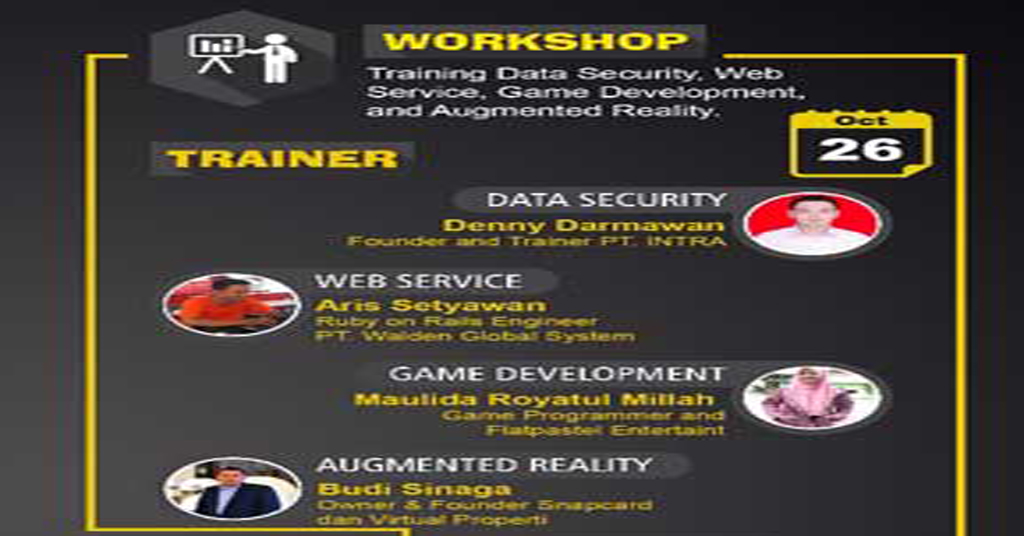 WORKSHOP
Training Data Security, Web
Service, Game Development,
and Augmented Reality.
Oct
26
TRAINER
DATA SECURITY
Denny Darmawan
Founder and Trainer PT. INTRA
WEB SERVICE
Aris Setyawan
Ruby on Rails Engineer
PT. Walden Global System
GAME DEVELOPMENT
Maulida Royatul Millah
Game Programmer and
Flatpastel Entertaint
AUGMENTED REALITY
Budi Sinaga
Owner & Founder Snapcard
dan Virtual Properti